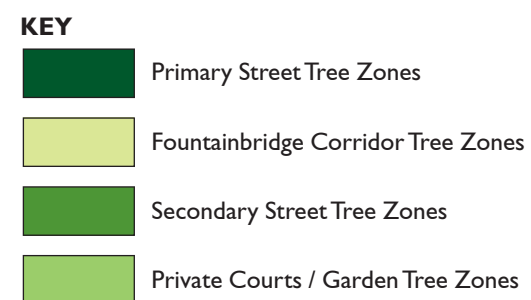 KEY
Primary Street Tree Zones
Fountainbridge Corridor Tree Zones
Secondary Street Tree Zones
Private Courts / Garden Tree Zones